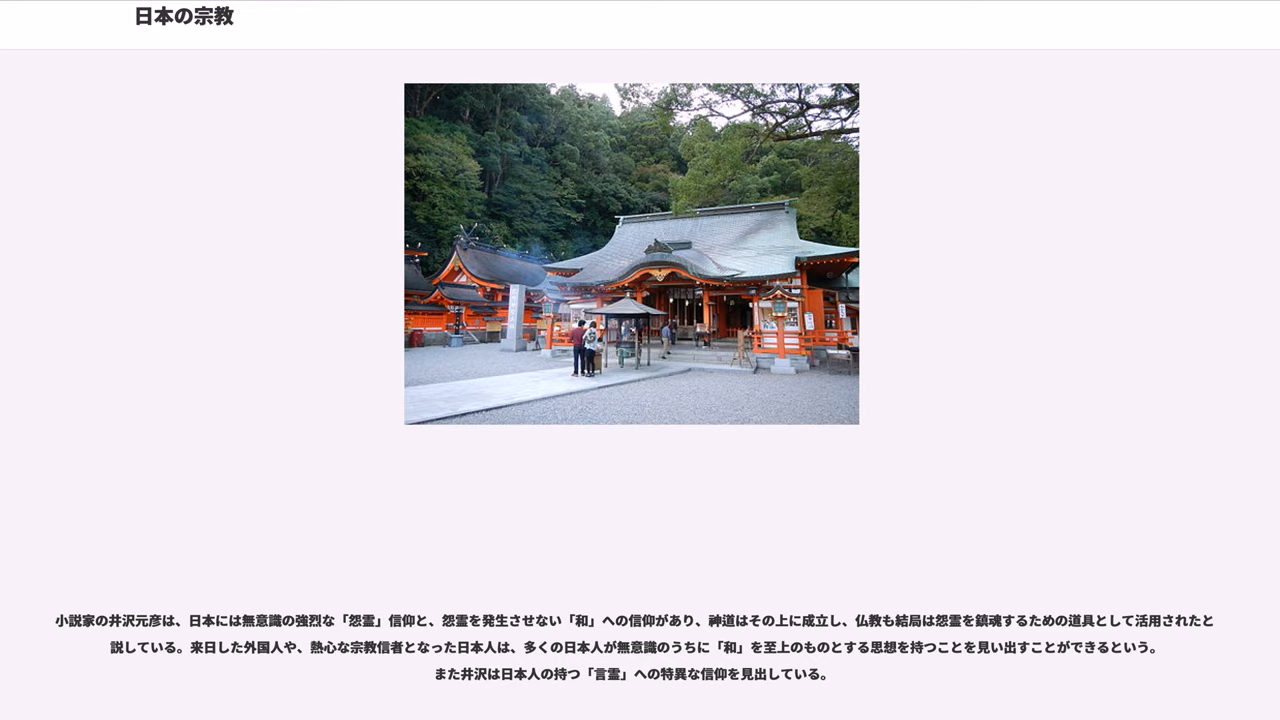 日本の宗教
小説家の井沢元彦は、日本には無意識の強烈な「怨霊」信仰と、怨霊を発生させない「和」への信仰があり、神道はその上に成立し、仏教も結局は怨霊を鎮魂するための道具として活用されたと
説している。来日した外国人や、熱心な宗教信者となった日本人は、多くの日本人が無意識のうちに「和」を至上のものとする思想を持つことを見い出すことができるという。
また井沢は日本人の持つ「言霊」への特異な信仰を見出している。